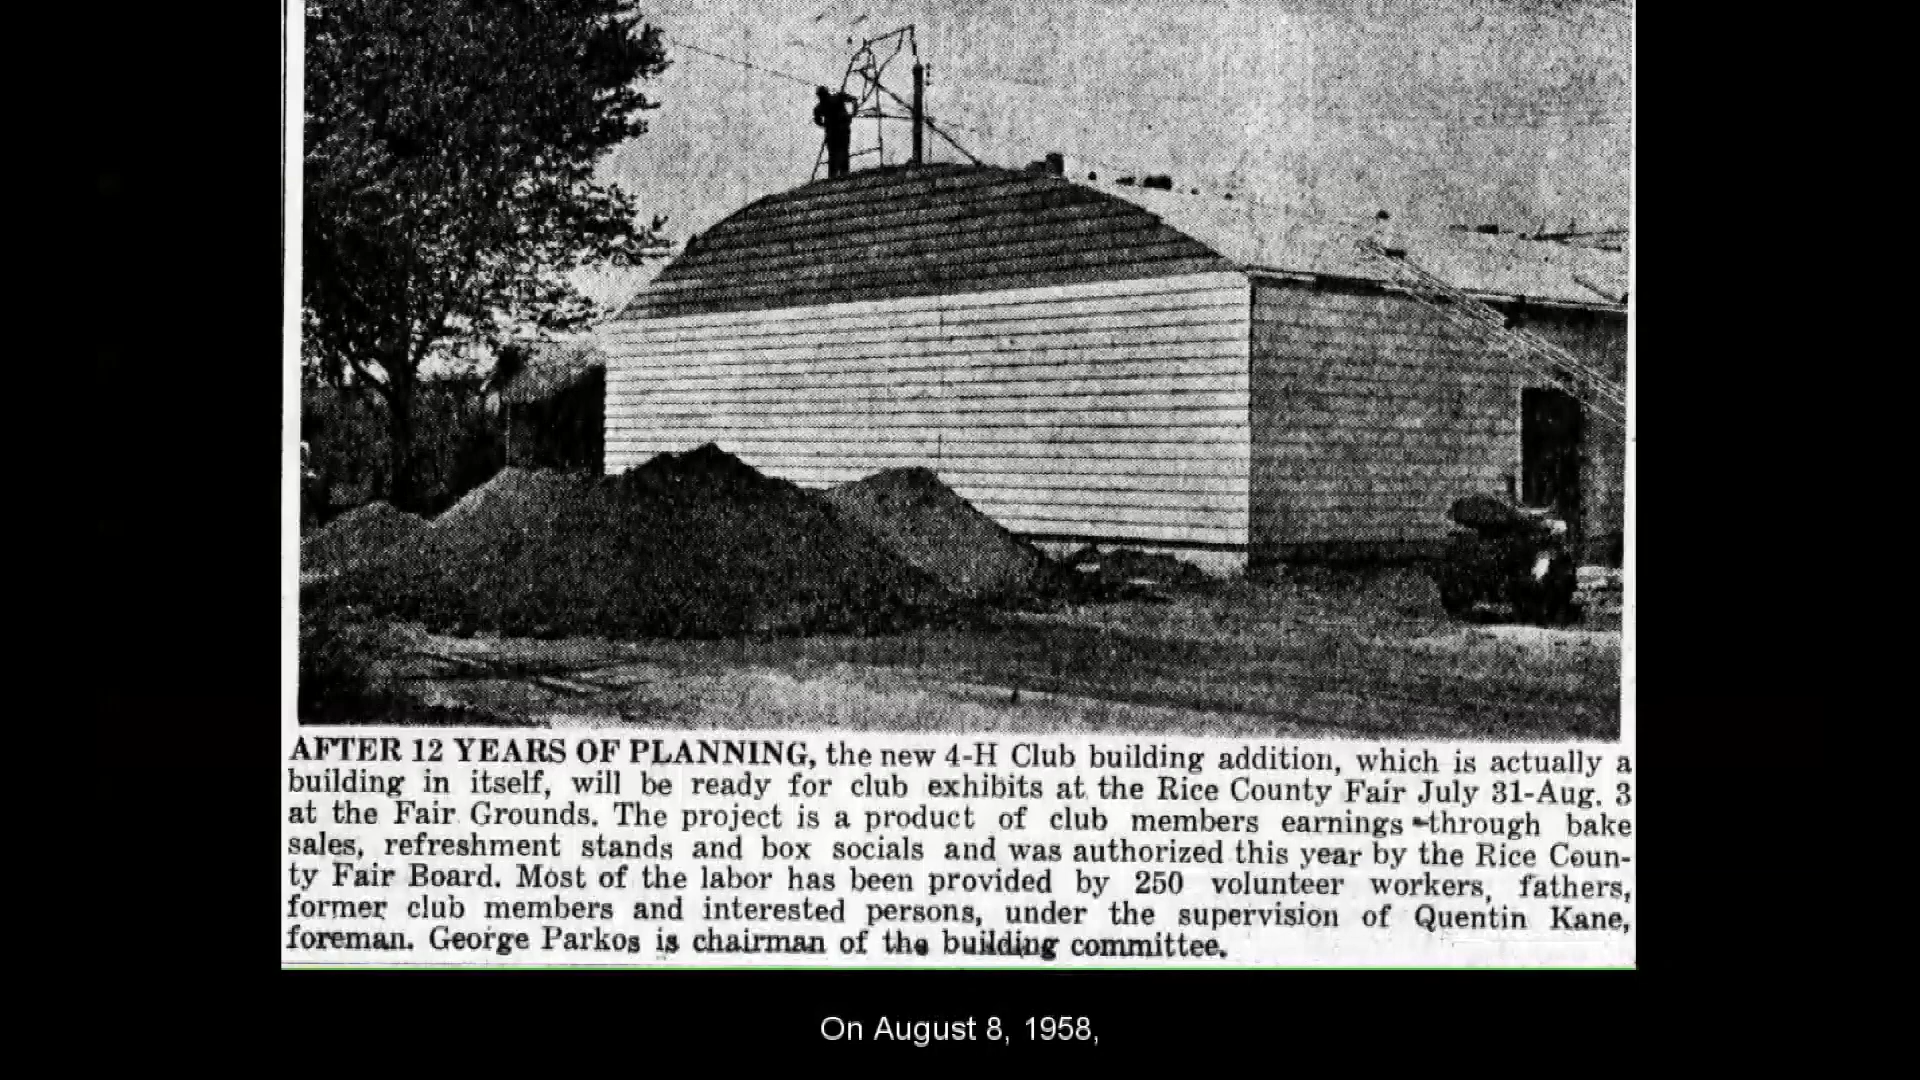 AFTER 12 YEARS OF PLANNING, the new 4-H Club building addition, which is actually a
building in itself, will be ready for club exhibits at the Rice County Fair July 31-Aug. 3
at the Fair Grounds. The project is a product of club members earnings through bake
sales, refreshment stands and box socials and was authorized this year by the Rice Coun-
ty Fair Board. Most of the labor has been provided by 250 volunteer workers, fathers,
former club members and interested persons, under the supervision of Quentin Kane,
foreman. George Parkos is chairman of the building committee.
On August 8, 1958,